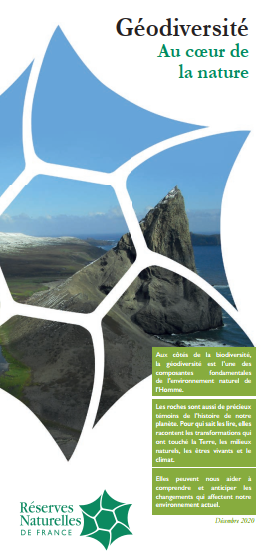 Géodiversité
Au cœur de
la nature
Aux côtés de la biodiversité,
la géodiversité est l'une des
composantes fondamentales
de l'environnement naturel de
l'Homme.
Les roches sont aussi de précieux
témoins de l'histoire de notre
planète. Pour qui sait les lire, elles
racontent les transformations qui
ont touché la Terre, les milieux
naturels, les êtres vivants et le
climat.
Elles peuvent nous aider à
comprendre et anticiper les
changements qui affectent notre
environnement actuel.
Décembre 2020
Réserves
Naturelles
DE FRANCE